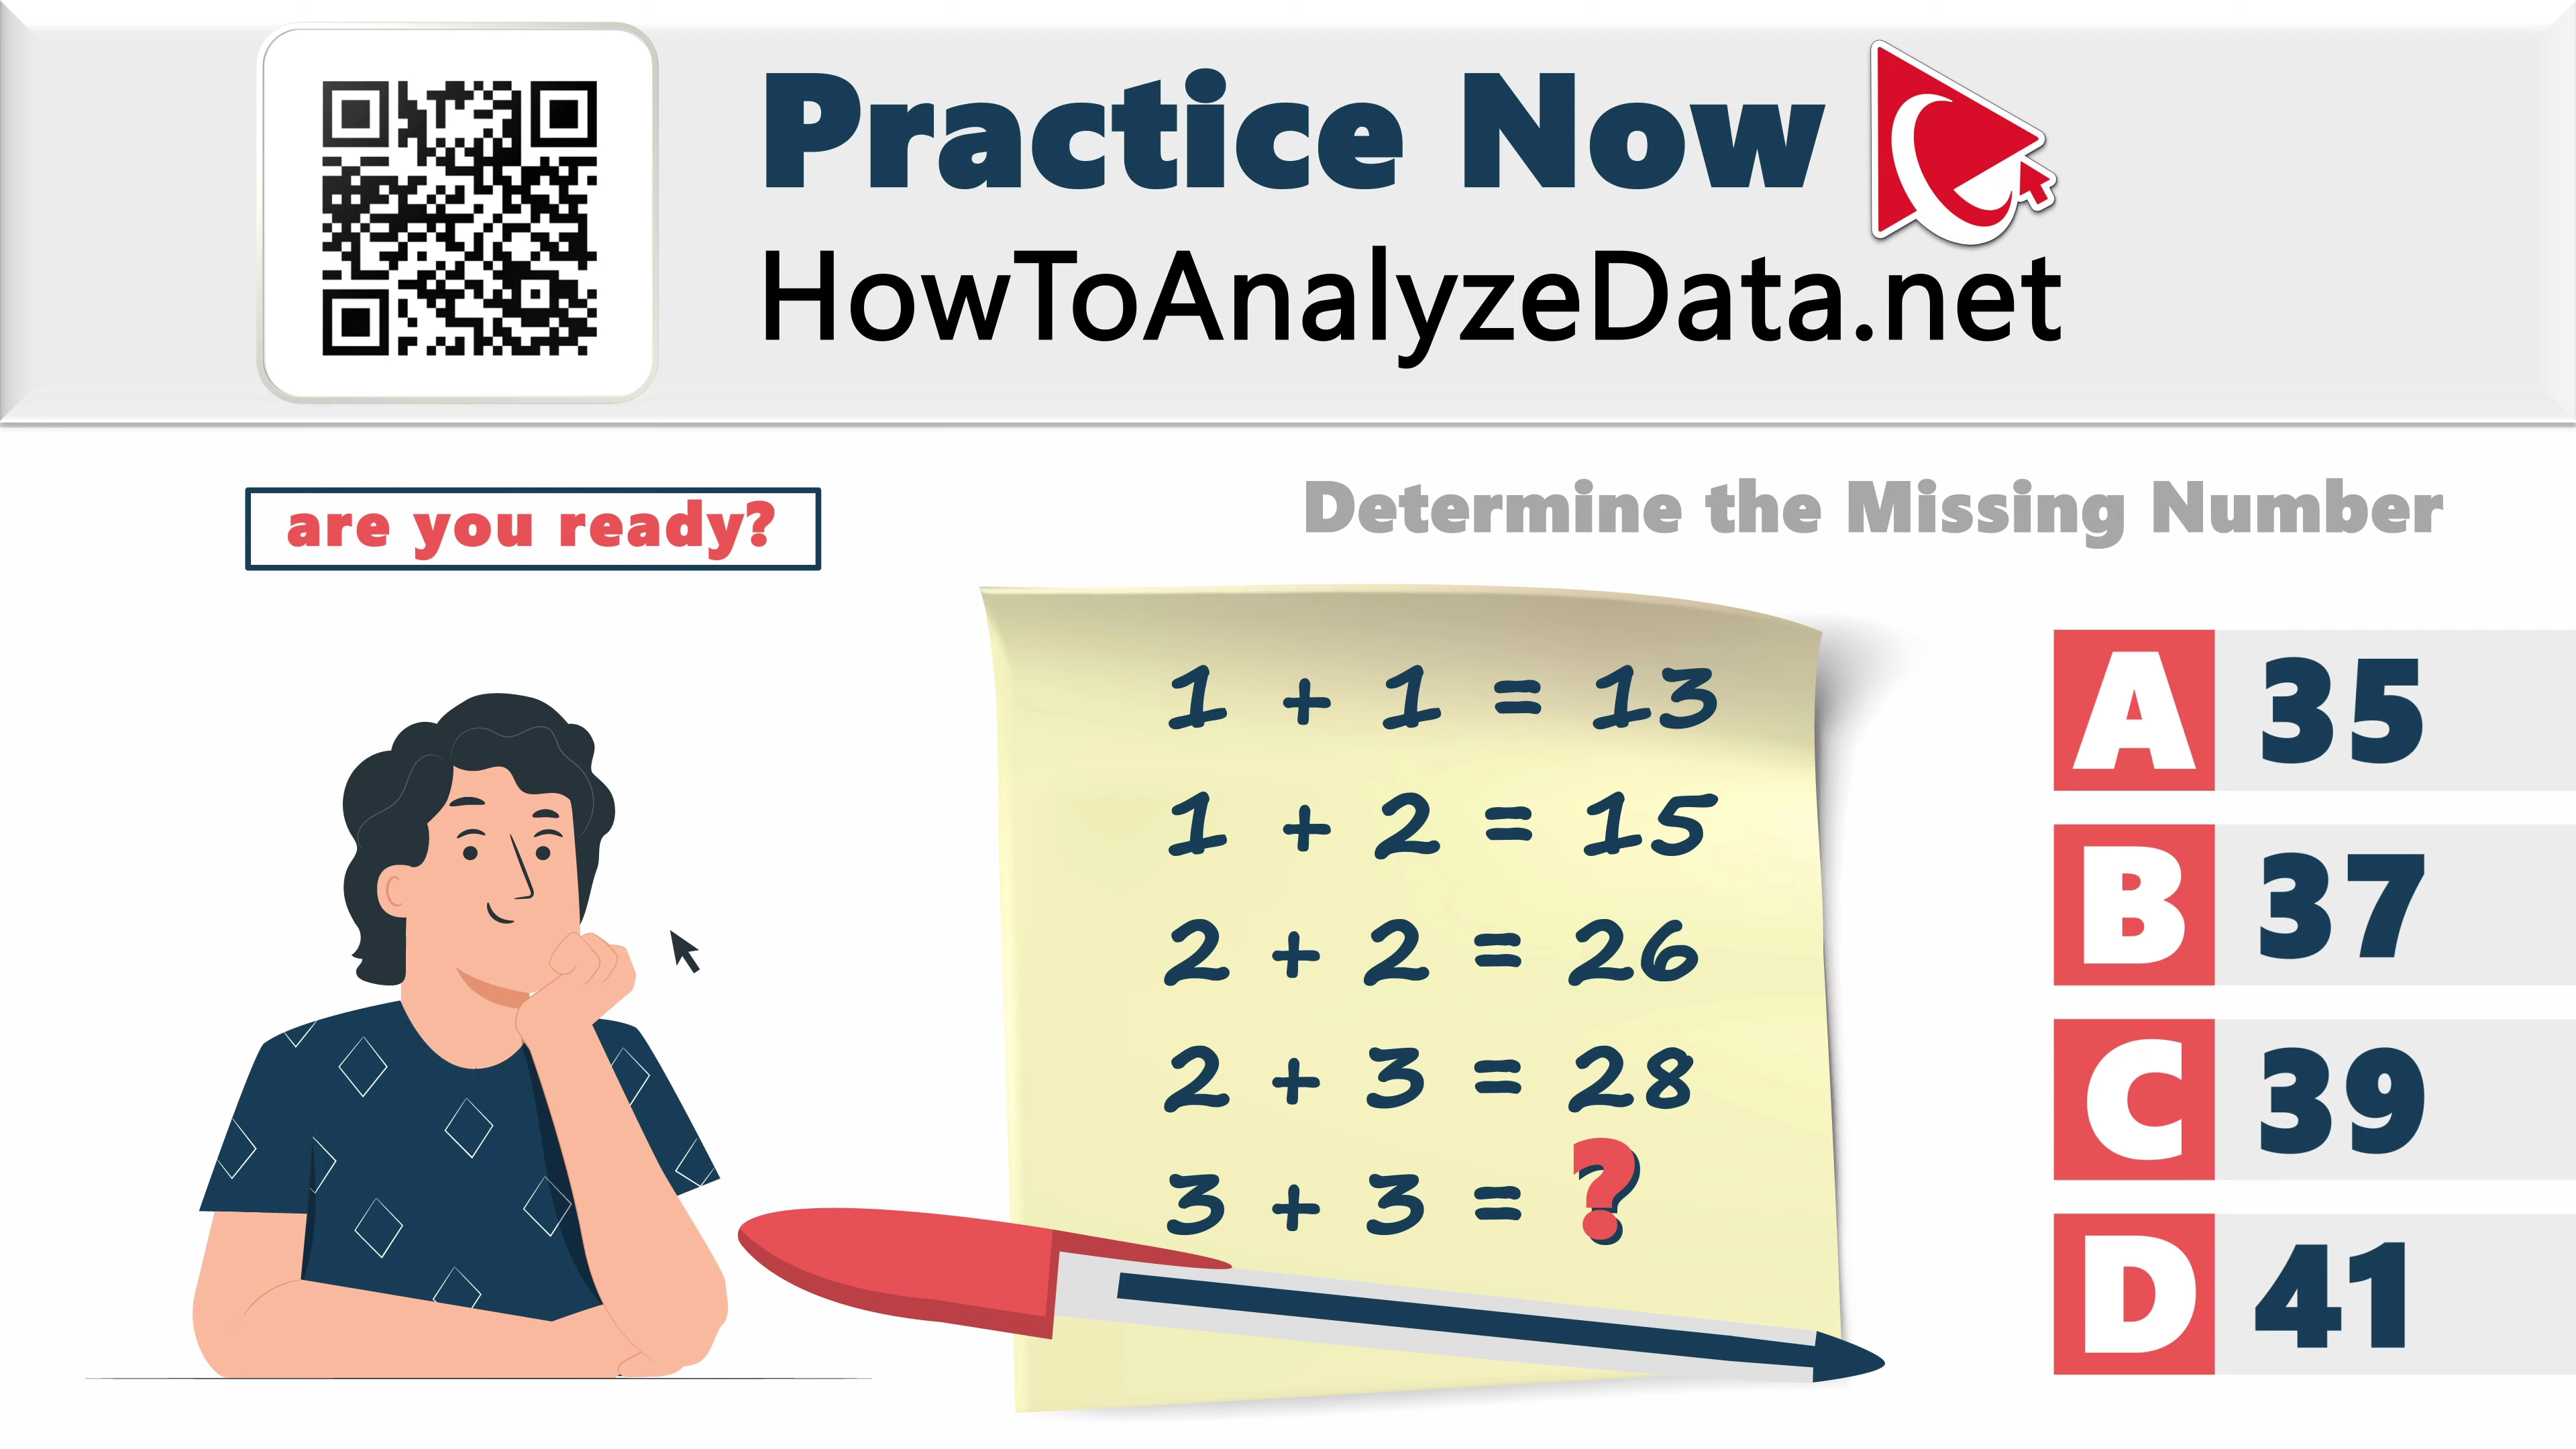 Practice Now
HowToAnalyzeData.net
are you ready?
Determine the Missing Number
1 + 1 = 13
1 + 2 = 15
2 + 2 = 26
2 + 3 = 28
3 + 3 = ?
A 35
B 37
C 39
D 41